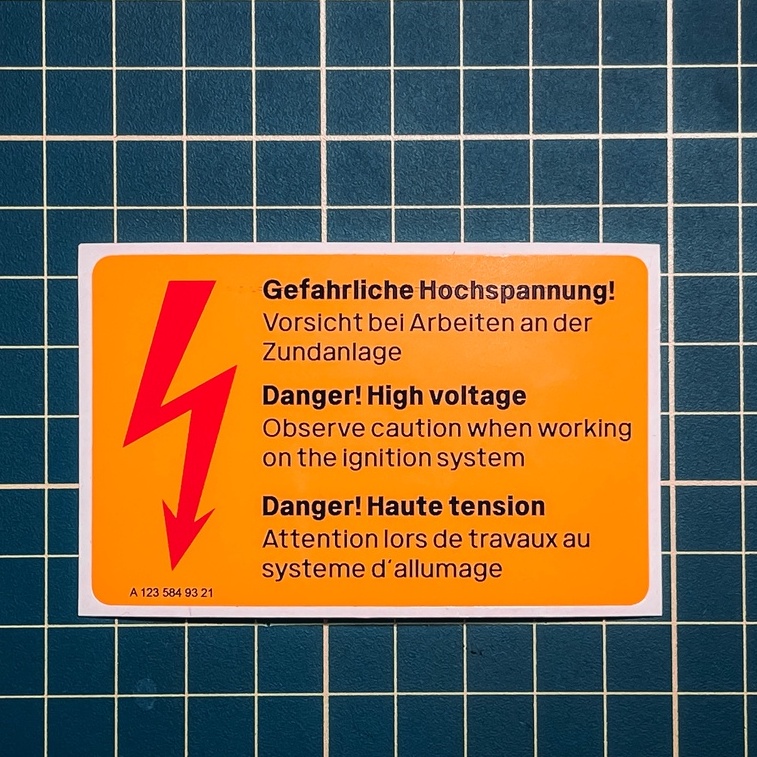 Gefahrliche Hochspannung!
Vorsicht bei Arbeiten an der
Zundanlage
Danger! High voltage
Observe caution when working
on the ignition system
Danger! Haute tension
Attention lors de travaux au
systeme d'allumage
A 123 584 93 21